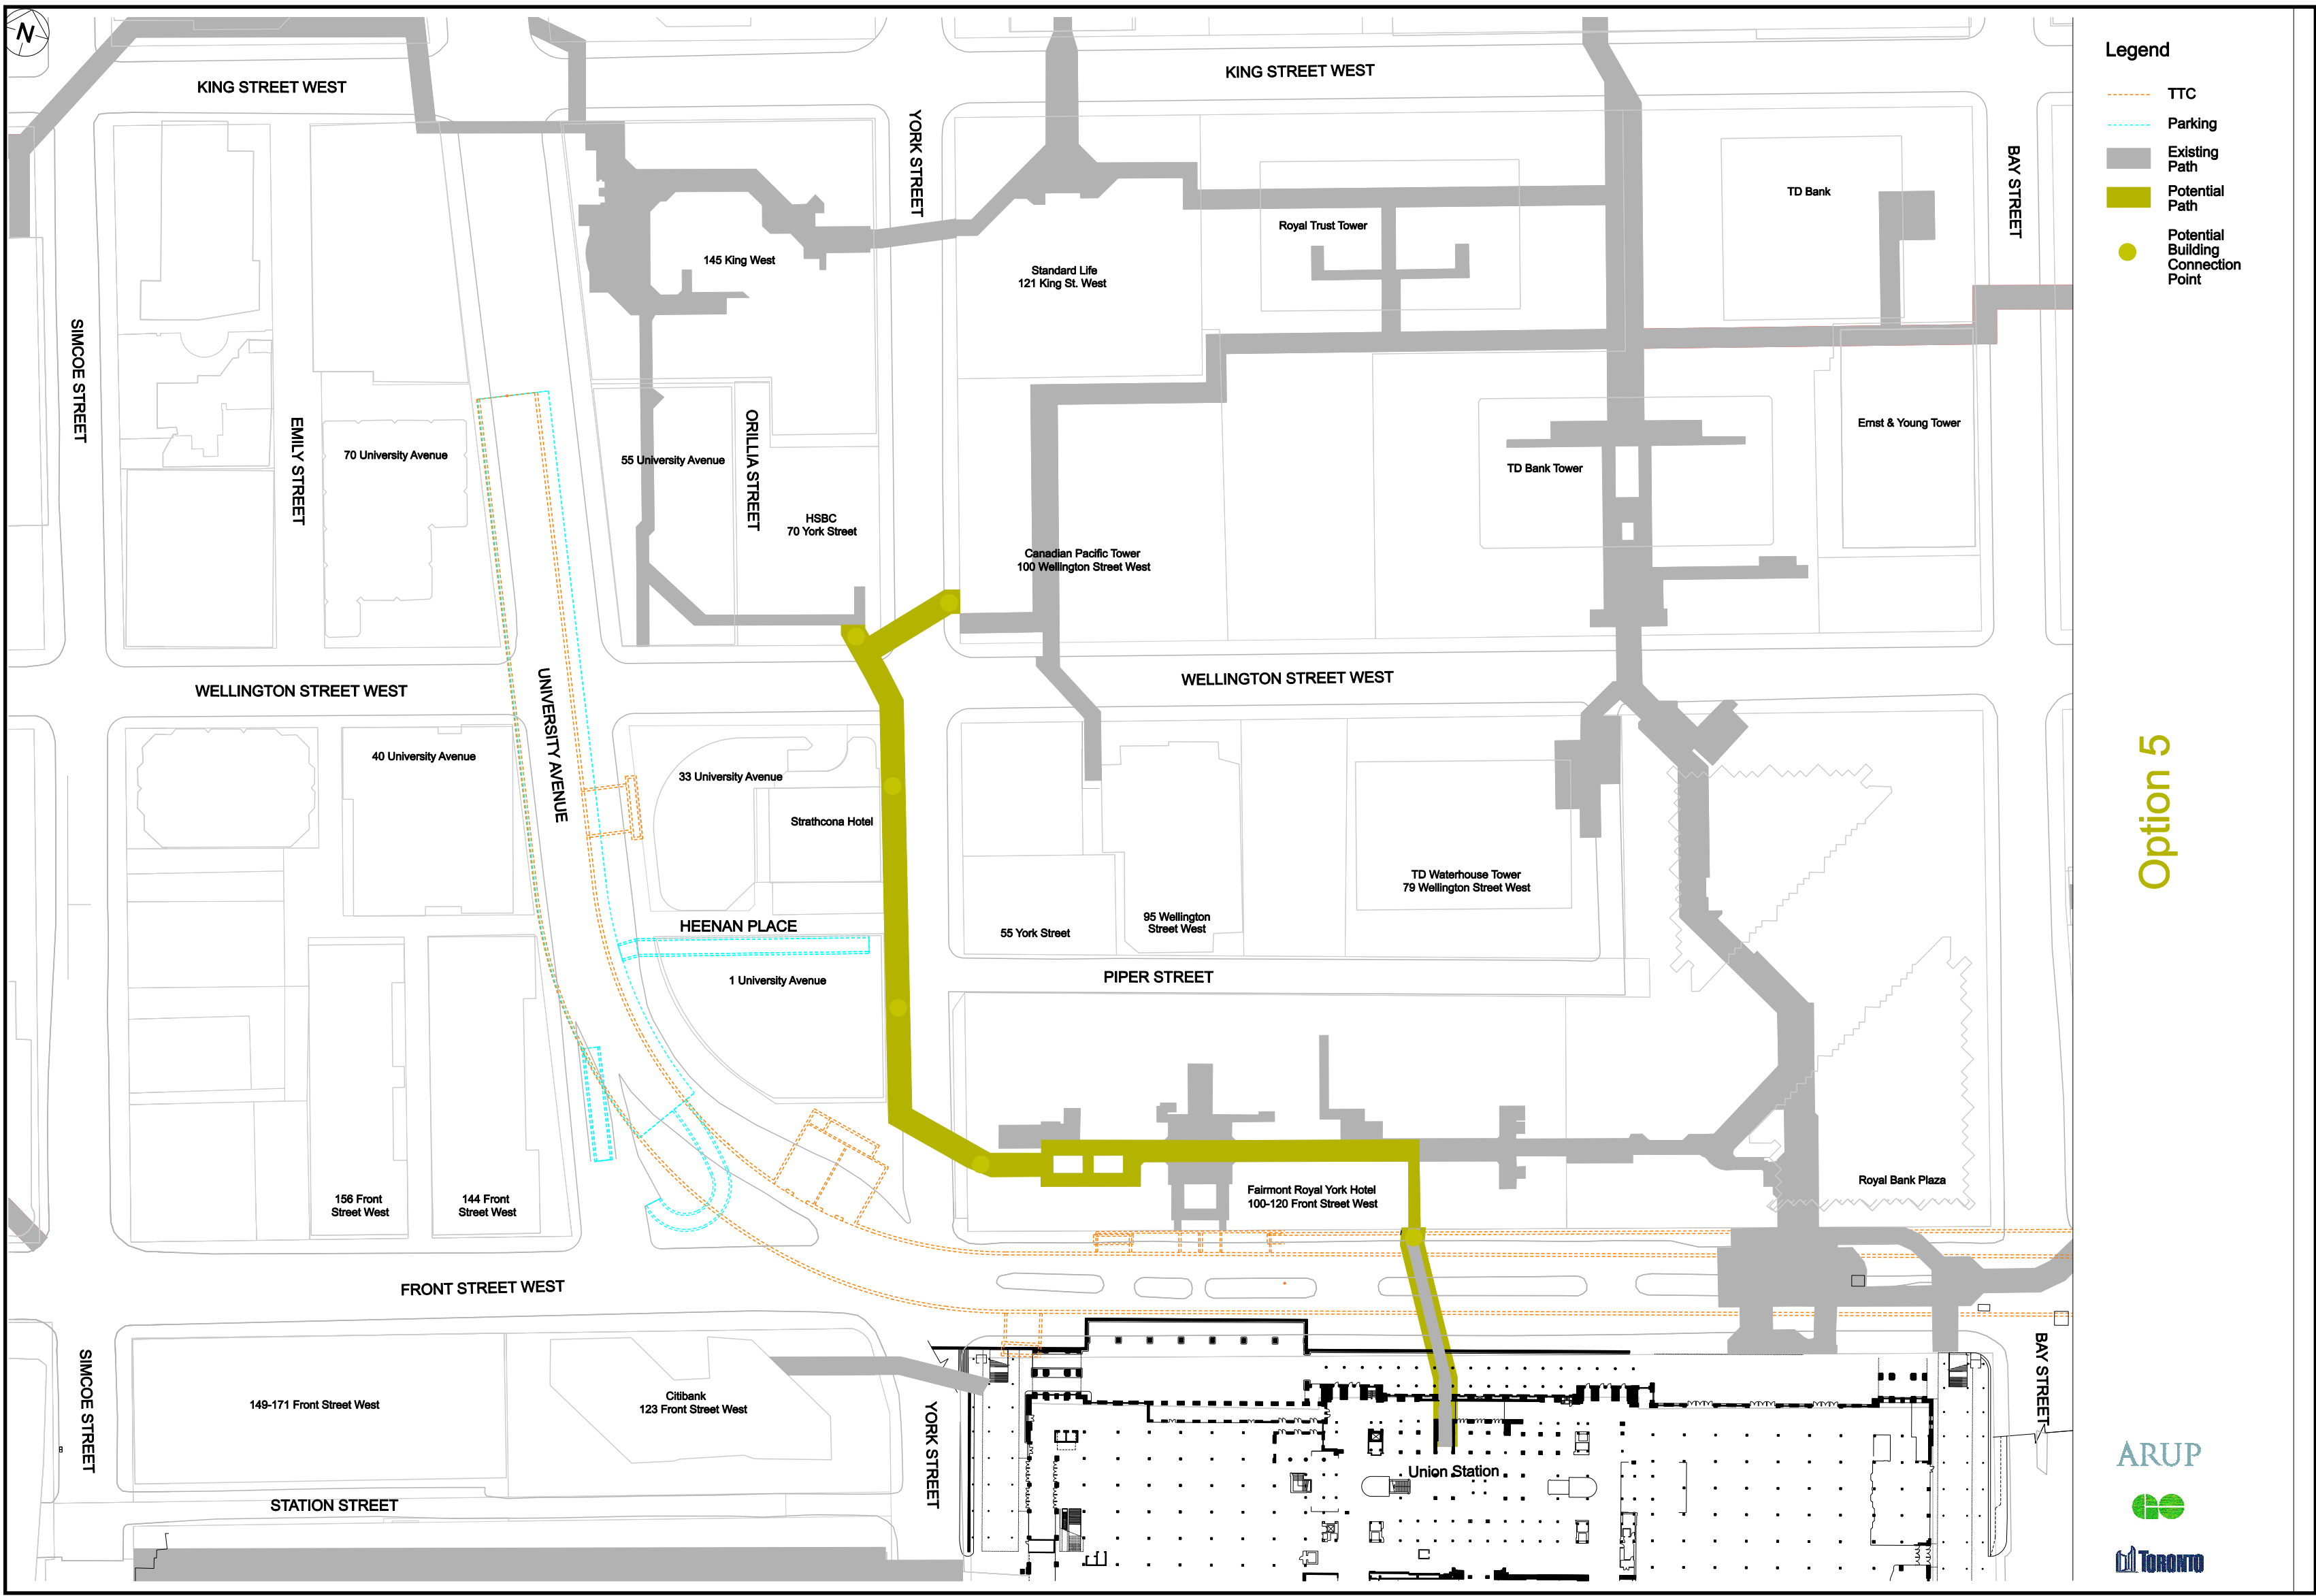 N
KING STREET WEST
KING STREET WEST
YORK STREET
BAY STREET
Legend
TTC
Parking
Existing
Path
Potential
Path
Potential
Building
Connection
Point
TD Bank
Royal Trust Tower
145 King West
Standard Life
121 King St. West
SIMCOE STREET
EMILY STREET
70 University Avenue
55 University Avenue
ORILLIA STREET
HSBC
70 York Street
Canadian Pacific Tower
100 Wellington Street West
TD Bank Tower
Ernst & Young Tower
WELLINGTON STREET WEST
WELLINGTON STREET WEST
UNIVERSITY AVENUE
40 University Avenue
33 University Avenue
Strathcona Hotel
Option 5
TD Waterhouse Tower
79 Wellington Street West
95 Wellington
Street West
55 York Street
HEENAN PLACE
1 University Avenue
PIPER STREET
156 Front
Street West
144 Front
Street West
Fairmont Royal York Hotel
100-120 Front Street West
Royal Bank Plaza
FRONT STREET WEST
SIMCOE STREET
149-171 Front Street West
Citibank
123 Front Street West
YORK STREET
BAY STREET
Union Station
STATION STREET
ARUP
GO
TORONTO